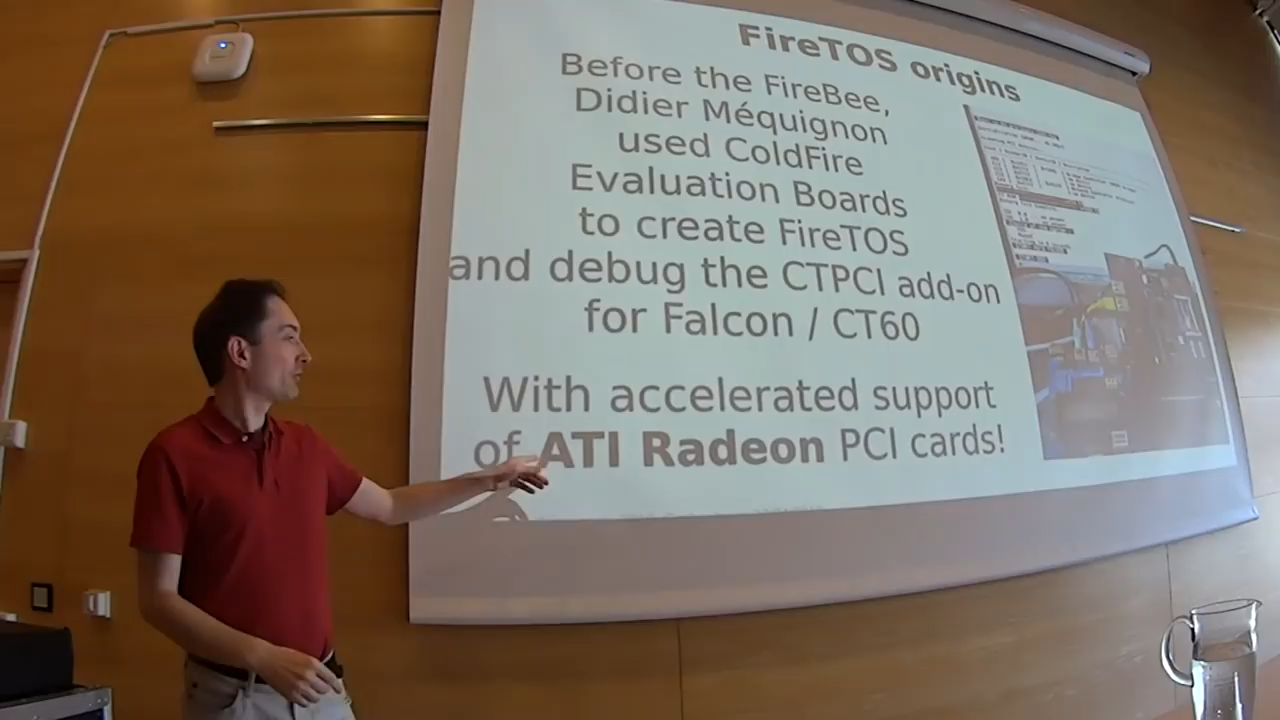 FireTOS origins
Before the FireBee,
Didier Méquignon
used ColdFire
Evaluation Boards
to create FireTOS
and debug the CTPCI add-on
for Falcon / CT60
With accelerated support
of ATI Radeon PCI cards!